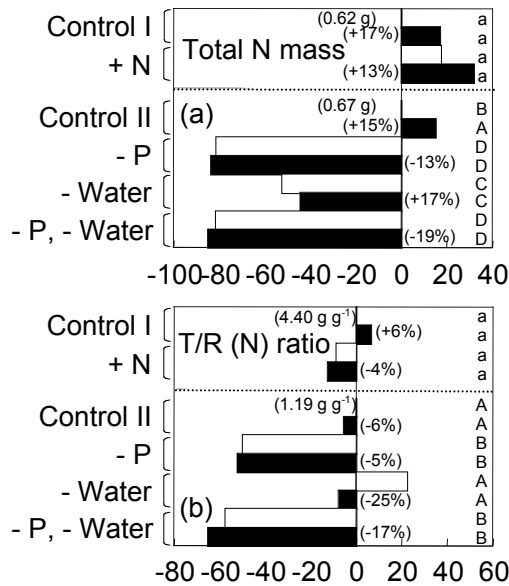 Control I (0.62 g) a
(+17%) a
Total N mass a
+ N (+13%) a
(a) (0.67 g) B
Control II (+15%) A
D
- P (-13%) D
C
- Water (+17%) C
D
- P, - Water (-19%) D
-100 -80 -60 -40 -20 0 20 40
Control I (4.40 g g⁻¹) a
(+6%) a
T/R (N) ratio a
+ N (-4%) a
(1.19 g g⁻¹) A
Control II (-6%) A
B
- P (-5%) B
A
- Water (b) (-25%) A
B
- P, - Water (-17%) B
-80 -60 -40 -20 0 20 40 60